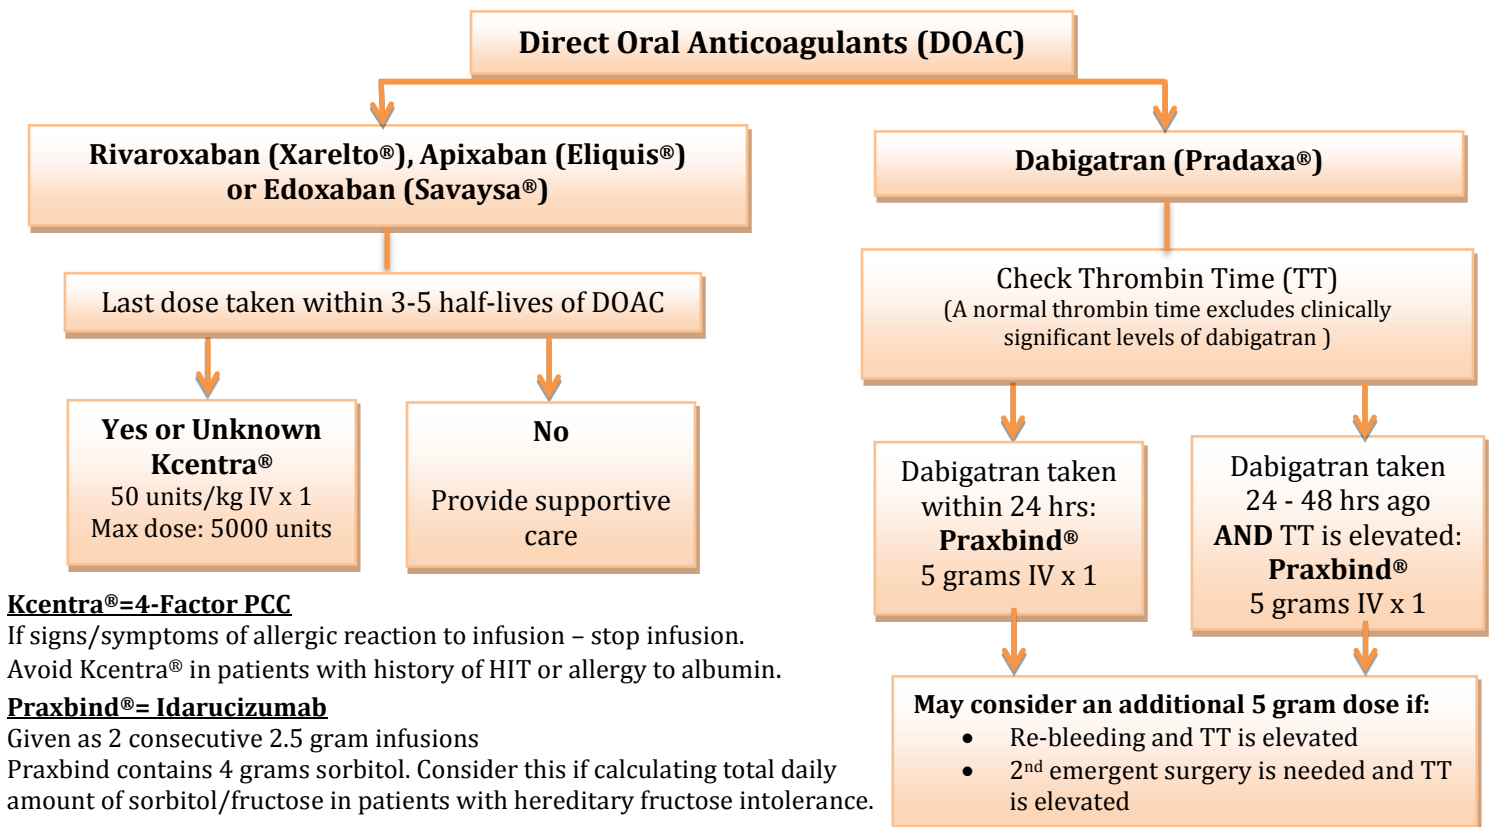 Direct Oral Anticoagulants (DOAC)
Rivaroxaban (Xarelto®), Apixaban (Eliquis®)
or Edoxaban (Savaysa®)
Last dose taken within 3-5 half-lives of DOAC
Yes or Unknown
Kcentra®
50 units/kg IV x 1
Max dose: 5000 units
No
Provide supportive
care
Dabigatran (Pradaxa®)
Check Thrombin Time (TT)
(A normal thrombin time excludes clinically
significant levels of dabigatran )
Dabigatran taken
within 24 hrs:
Praxbind®
5 grams IV x 1
Dabigatran taken
24 - 48 hrs ago
AND TT is elevated:
Praxbind®
5 grams IV x 1
May consider an additional 5 gram dose if:
• Re-bleeding and TT is elevated
• 2nd emergent surgery is needed and TT
is elevated
Kcentra®=4-Factor PCC
If signs/symptoms of allergic reaction to infusion – stop infusion.
Avoid Kcentra® in patients with history of HIT or allergy to albumin.
Praxbind®= Idarucizumab
Given as 2 consecutive 2.5 gram infusions
Praxbind contains 4 grams sorbitol. Consider this if calculating total daily
amount of sorbitol/fructose in patients with hereditary fructose intolerance.